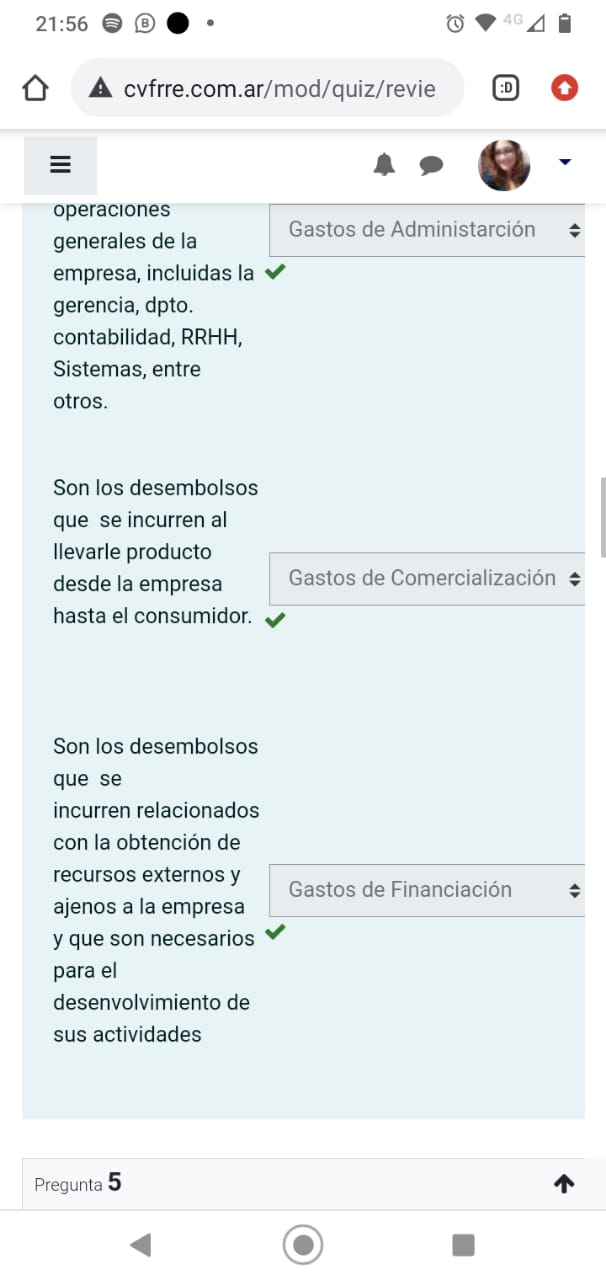 21:56
4G
cvfrre.com.ar/mod/quiz/revie
:D
operaciones
generales de la
empresa, incluidas la
gerencia, dpto.
contabilidad, RRHH,
Sistemas, entre
otros.
Gastos de Administarción
Son los desembolsos
que se incurren al
llevarle producto
desde la empresa
hasta el consumidor.
Gastos de Comercialización
Son los desembolsos
que se
incurren relacionados
con la obtención de
recursos externos y
ajenos a la empresa
y que son necesarios
para el
desenvolvimiento de
sus actividades
Gastos de Financiación
Pregunta 5